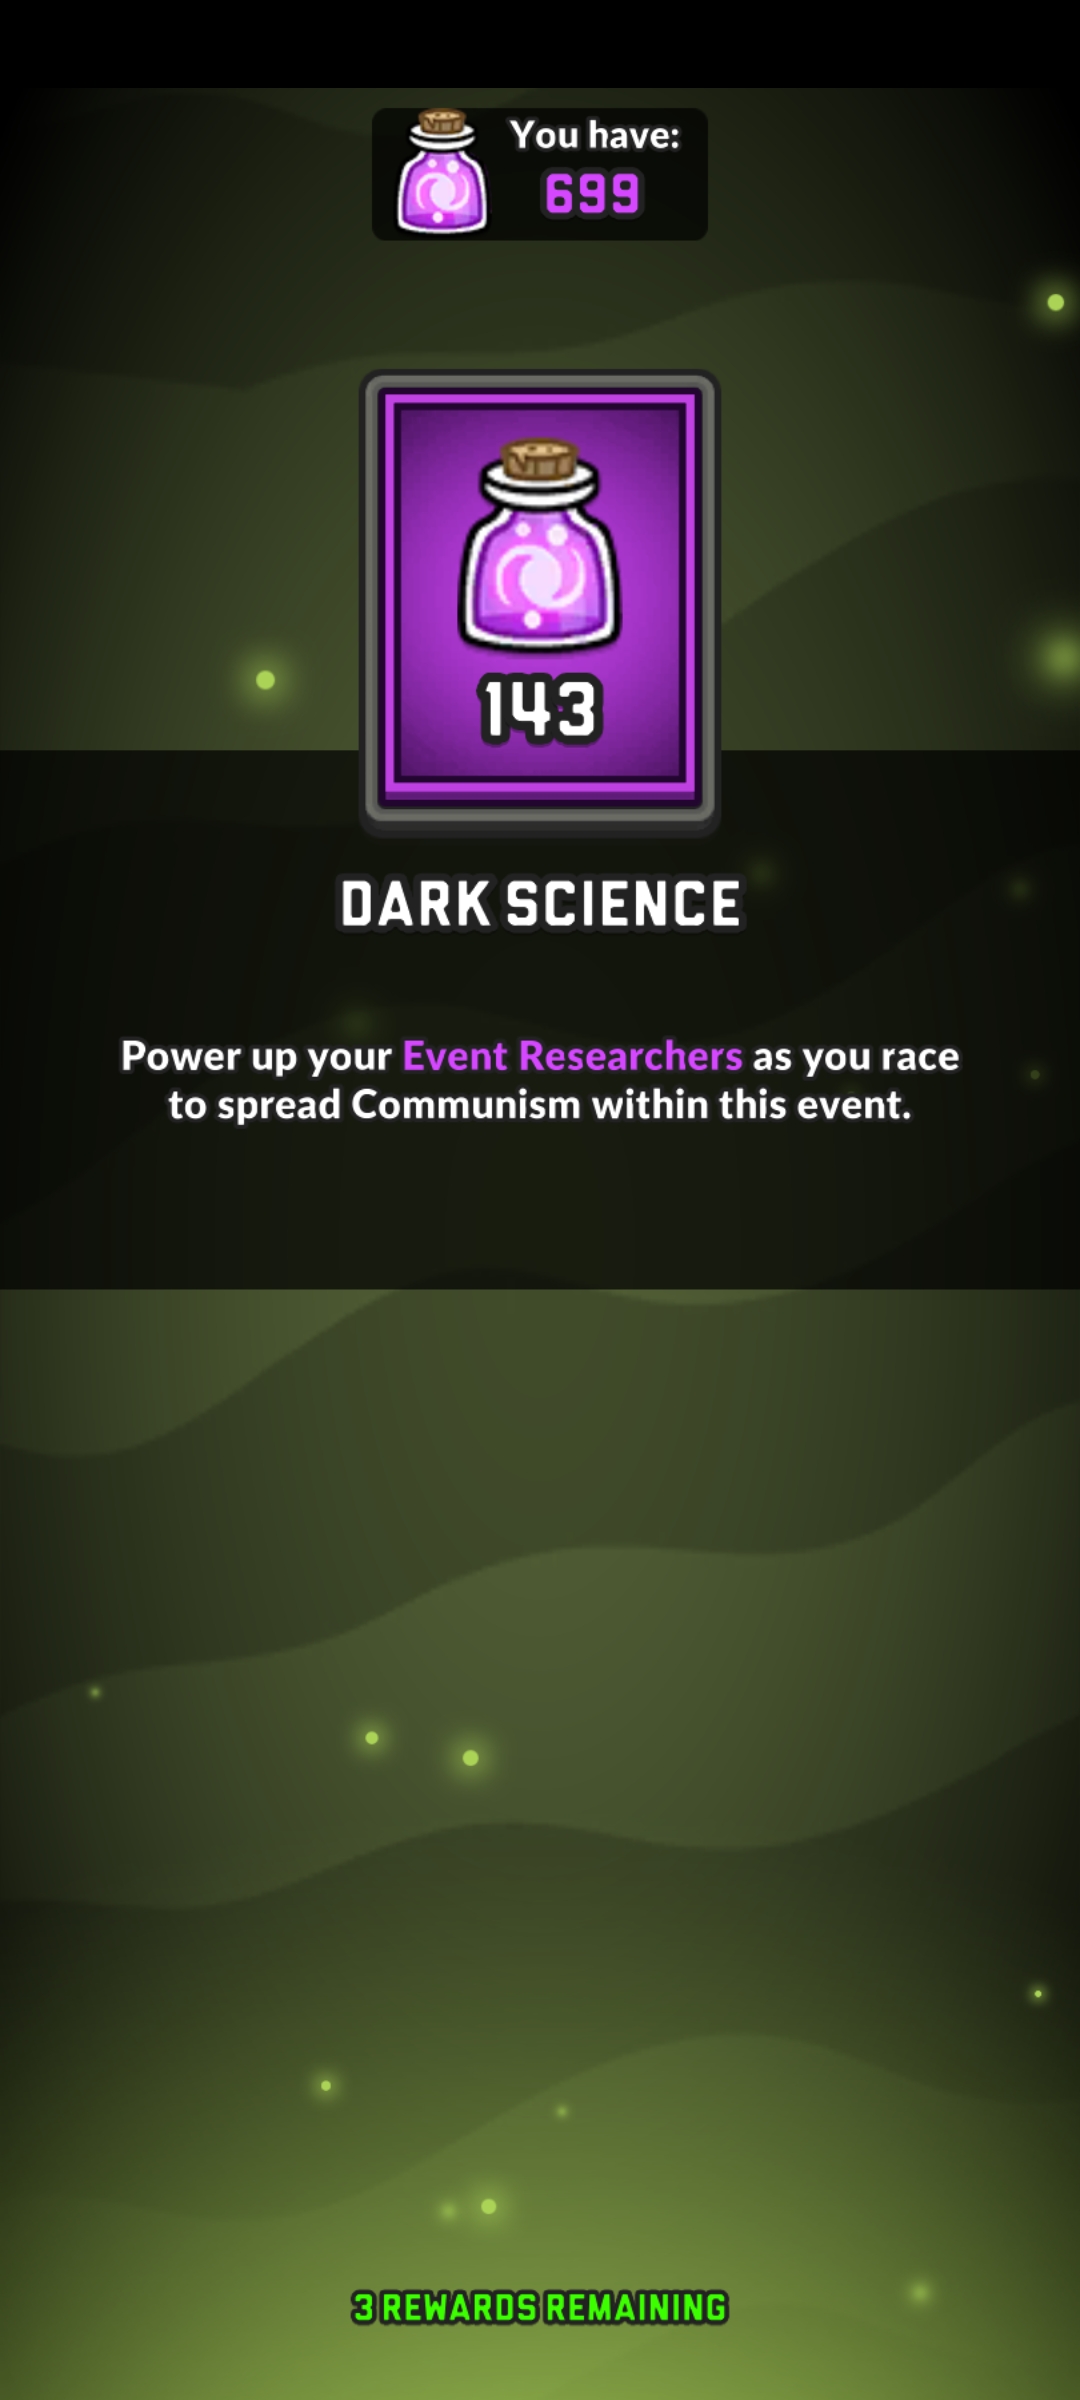 You have:
699
143
DARK SCIENCE
Power up your Event Researchers as you race
to spread Communism within this event.
3 REWARDS REMAINING